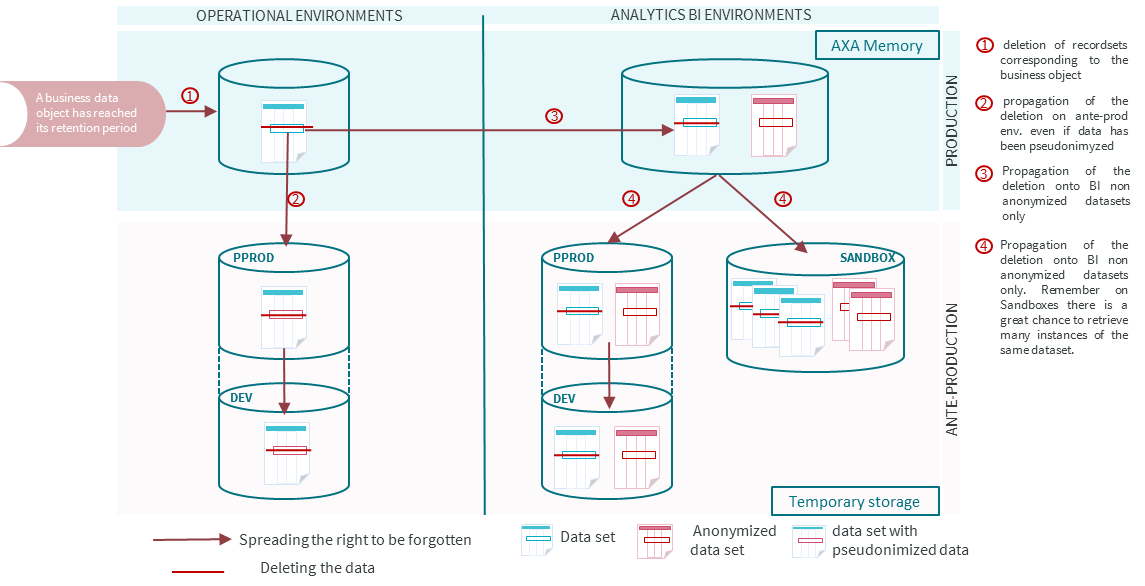 OPERATIONAL ENVIRONMENTS
ANALYTICS BI ENVIRONMENTS
AXA Memory
A business data
object has reached
its retention period
1
3
2
4
4
PRODUCTION
PPROD
PPROD
SANDBOX
DEV
DEV
ANTE-PRODUCTION
Temporary storage
1 deletion of recordsets
corresponding to the
business object
2 propagation of the
deletion on ante-prod
env. even if data has
been pseudonimyzed
3 Propagation of the
deletion onto BI non
anonymized datasets
only
4 Propagation of the
deletion onto BI non
anonymized datasets
only. Remember on
Sandboxes there is a
great chance to retrieve
many instances of the
same dataset.
Spreading the right to be forgotten
Deleting the data
Data set
Anonymized
data set
data set with
pseudonimized data